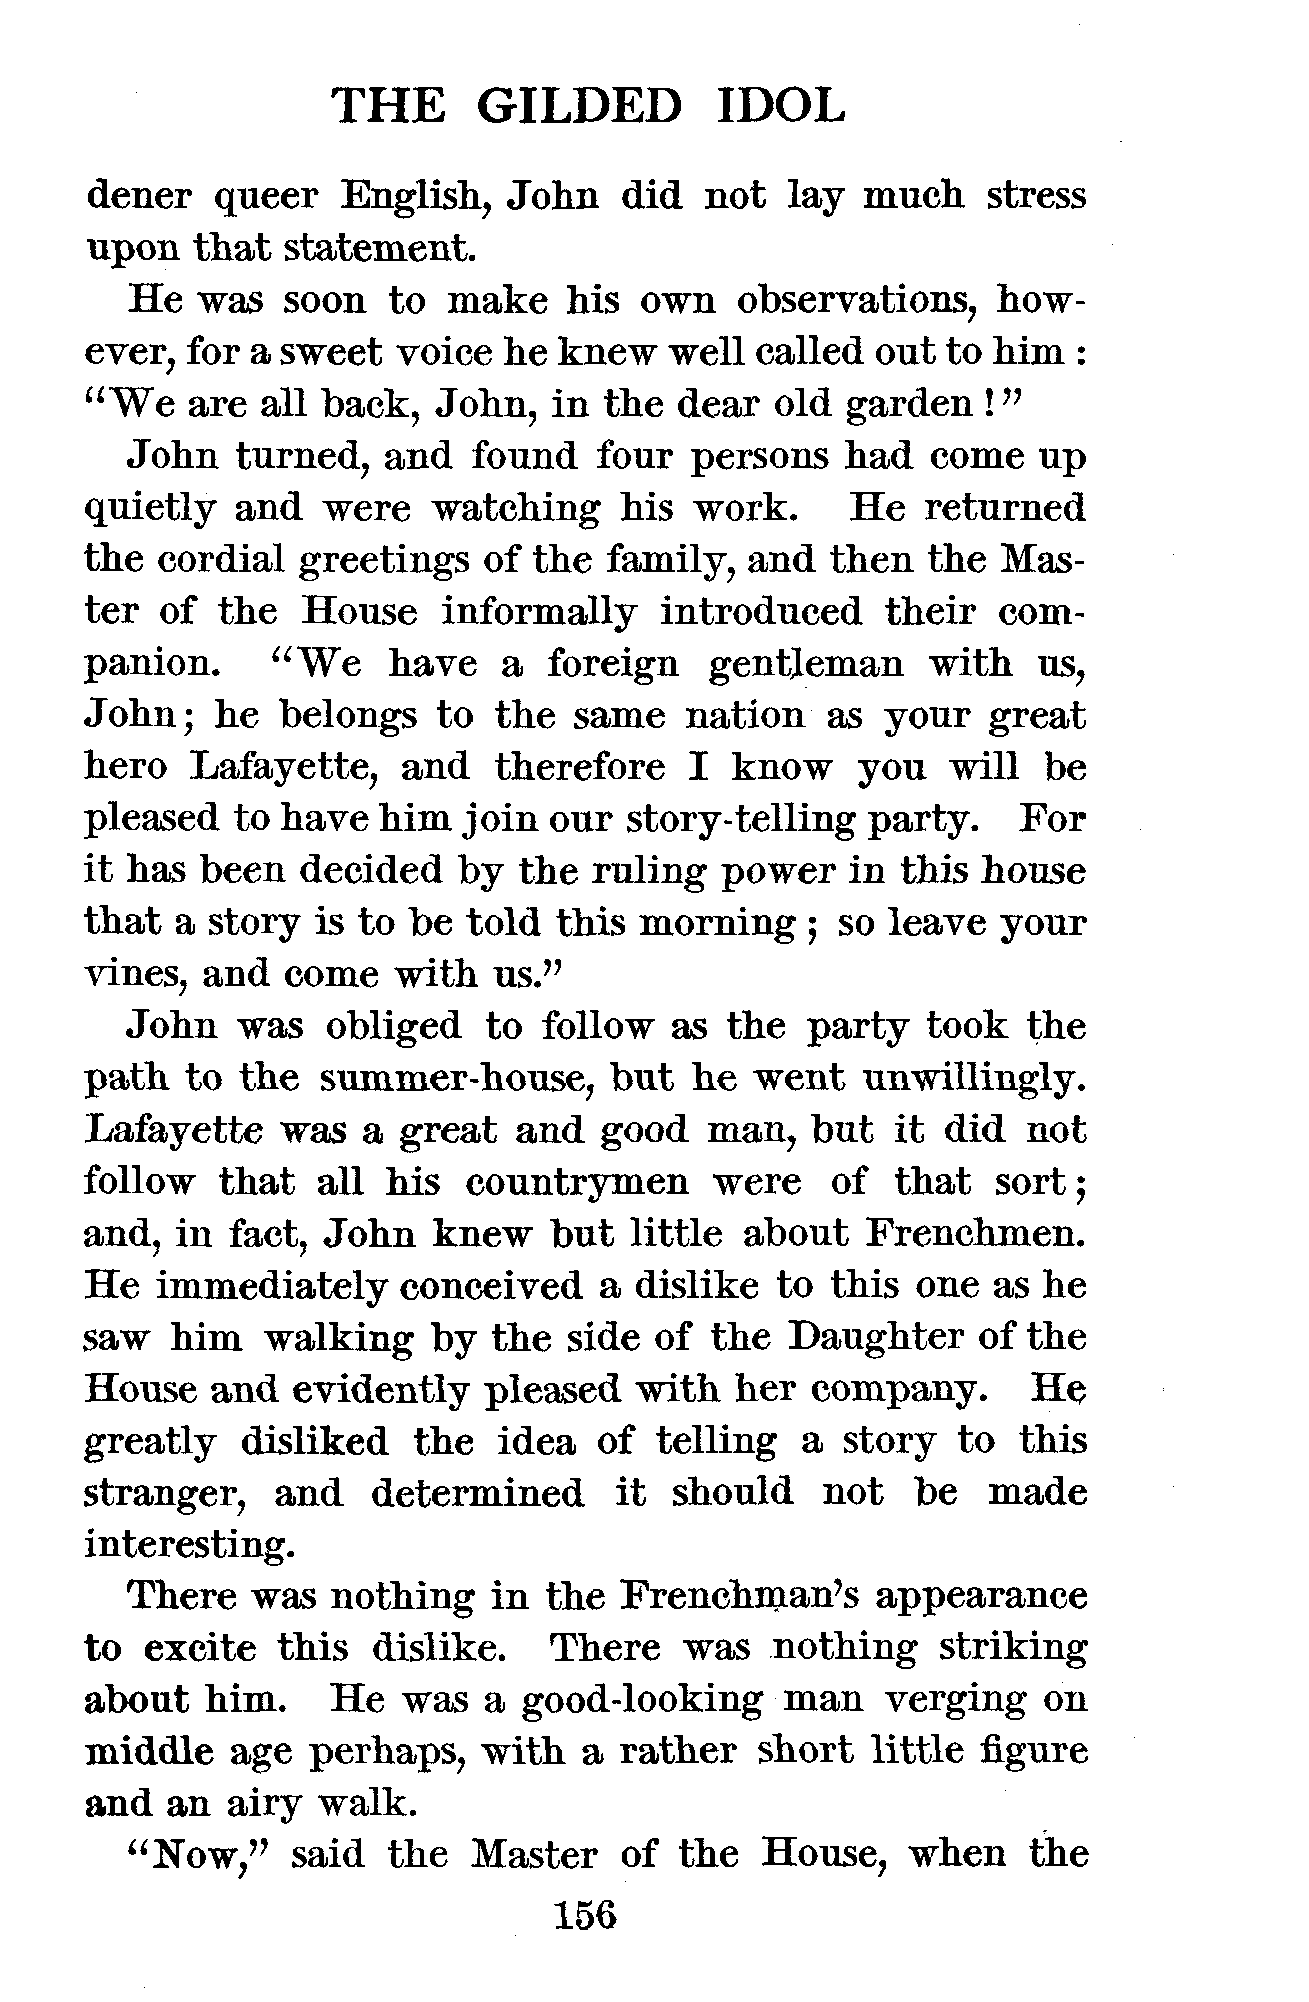 THE GILDED IDOL
dener queer English, John did not lay much stress
upon that statement.
He was soon to make his own observations, how-
ever, for a sweet voice he knew well called out to him :
“We are all back, John, in the dear old garden !”
John turned, and found four persons had come up
quietly and were watching his work. He returned
the cordial greetings of the family, and then the Mas-
ter of the House informally introduced their com-
panion. “We have a foreign gentleman with us,
John; he belongs to the same nation as your great
hero Lafayette, and therefore I know you will be
pleased to have him join our story-telling party. For
it has been decided by the ruling power in this house
that a story is to be told this morning ; so leave your
vines, and come with us.”
John was obliged to follow as the party took the
path to the summer-house, but he went unwillingly.
Lafayette was a great and good man, but it did not
follow that all his countrymen were of that sort ;
and, in fact, John knew but little about Frenchmen.
He immediately conceived a dislike to this one as he
saw him walking by the side of the Daughter of the
House and evidently pleased with her company. He
greatly disliked the idea of telling a story to this
stranger, and determined it should not be made
interesting.
There was nothing in the Frenchman’s appearance
to excite this dislike. There was nothing striking
about him. He was a good-looking man verging on
middle age perhaps, with a rather short little figure
and an airy walk.
“Now,” said the Master of the House, when the
156